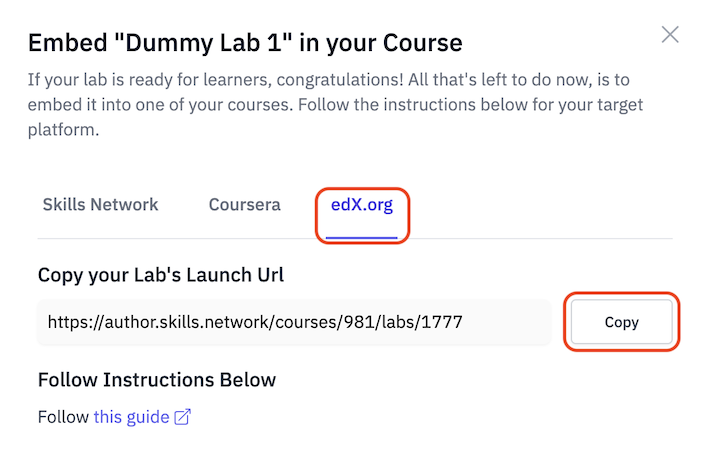 Embed "Dummy Lab 1" in your Course
If your lab is ready for learners, congratulations! All that's left to do now, is to
embed it into one of your courses. Follow the instructions below for your target
platform.
Skills Network Coursera edX.org
Copy your Lab's Launch Url
https://author.skills.network/courses/981/labs/1777 Copy
Follow Instructions Below
Follow this guide